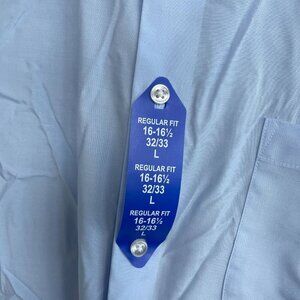 REGULAR FIT
16-16½
32/33
L
REGULAR FIT
16-16½
32/33
L
REGULAR FIT
16-16½
32/33
L